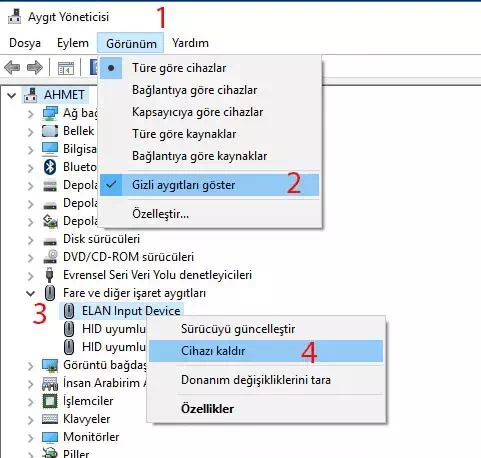 Aygıt Yöneticisi
1
Dosya Eylem Görünüm Yardım
Türe göre cihazlar
Bağlantıya göre cihazlar
Kapsayıcıya göre cihazlar
Türe göre kaynaklar
Bağlantıya göre kaynaklar
Gizli aygıtları göster 2
Özelleştir...
AHMET
Ağ bağ
Bellek
Bilgisa
Blueto
Depola
Depola
Depola
Disk sürücüleri
DVD/CD-ROM sürücüleri
Evrensel Seri Veri Yolu denetleyicileri
Fare ve diğer işaret aygıtları
3 ELAN Input Device
HID uyumlu
HID uyumlu
Sürücüyü güncelleştir
Cihazı kaldır 4
Donanım değişikliklerini tara
Özellikler
Görüntü bağdaş
İnsan Arabirim A
İşlemciler
Klavyeler
Monitörler
Piller